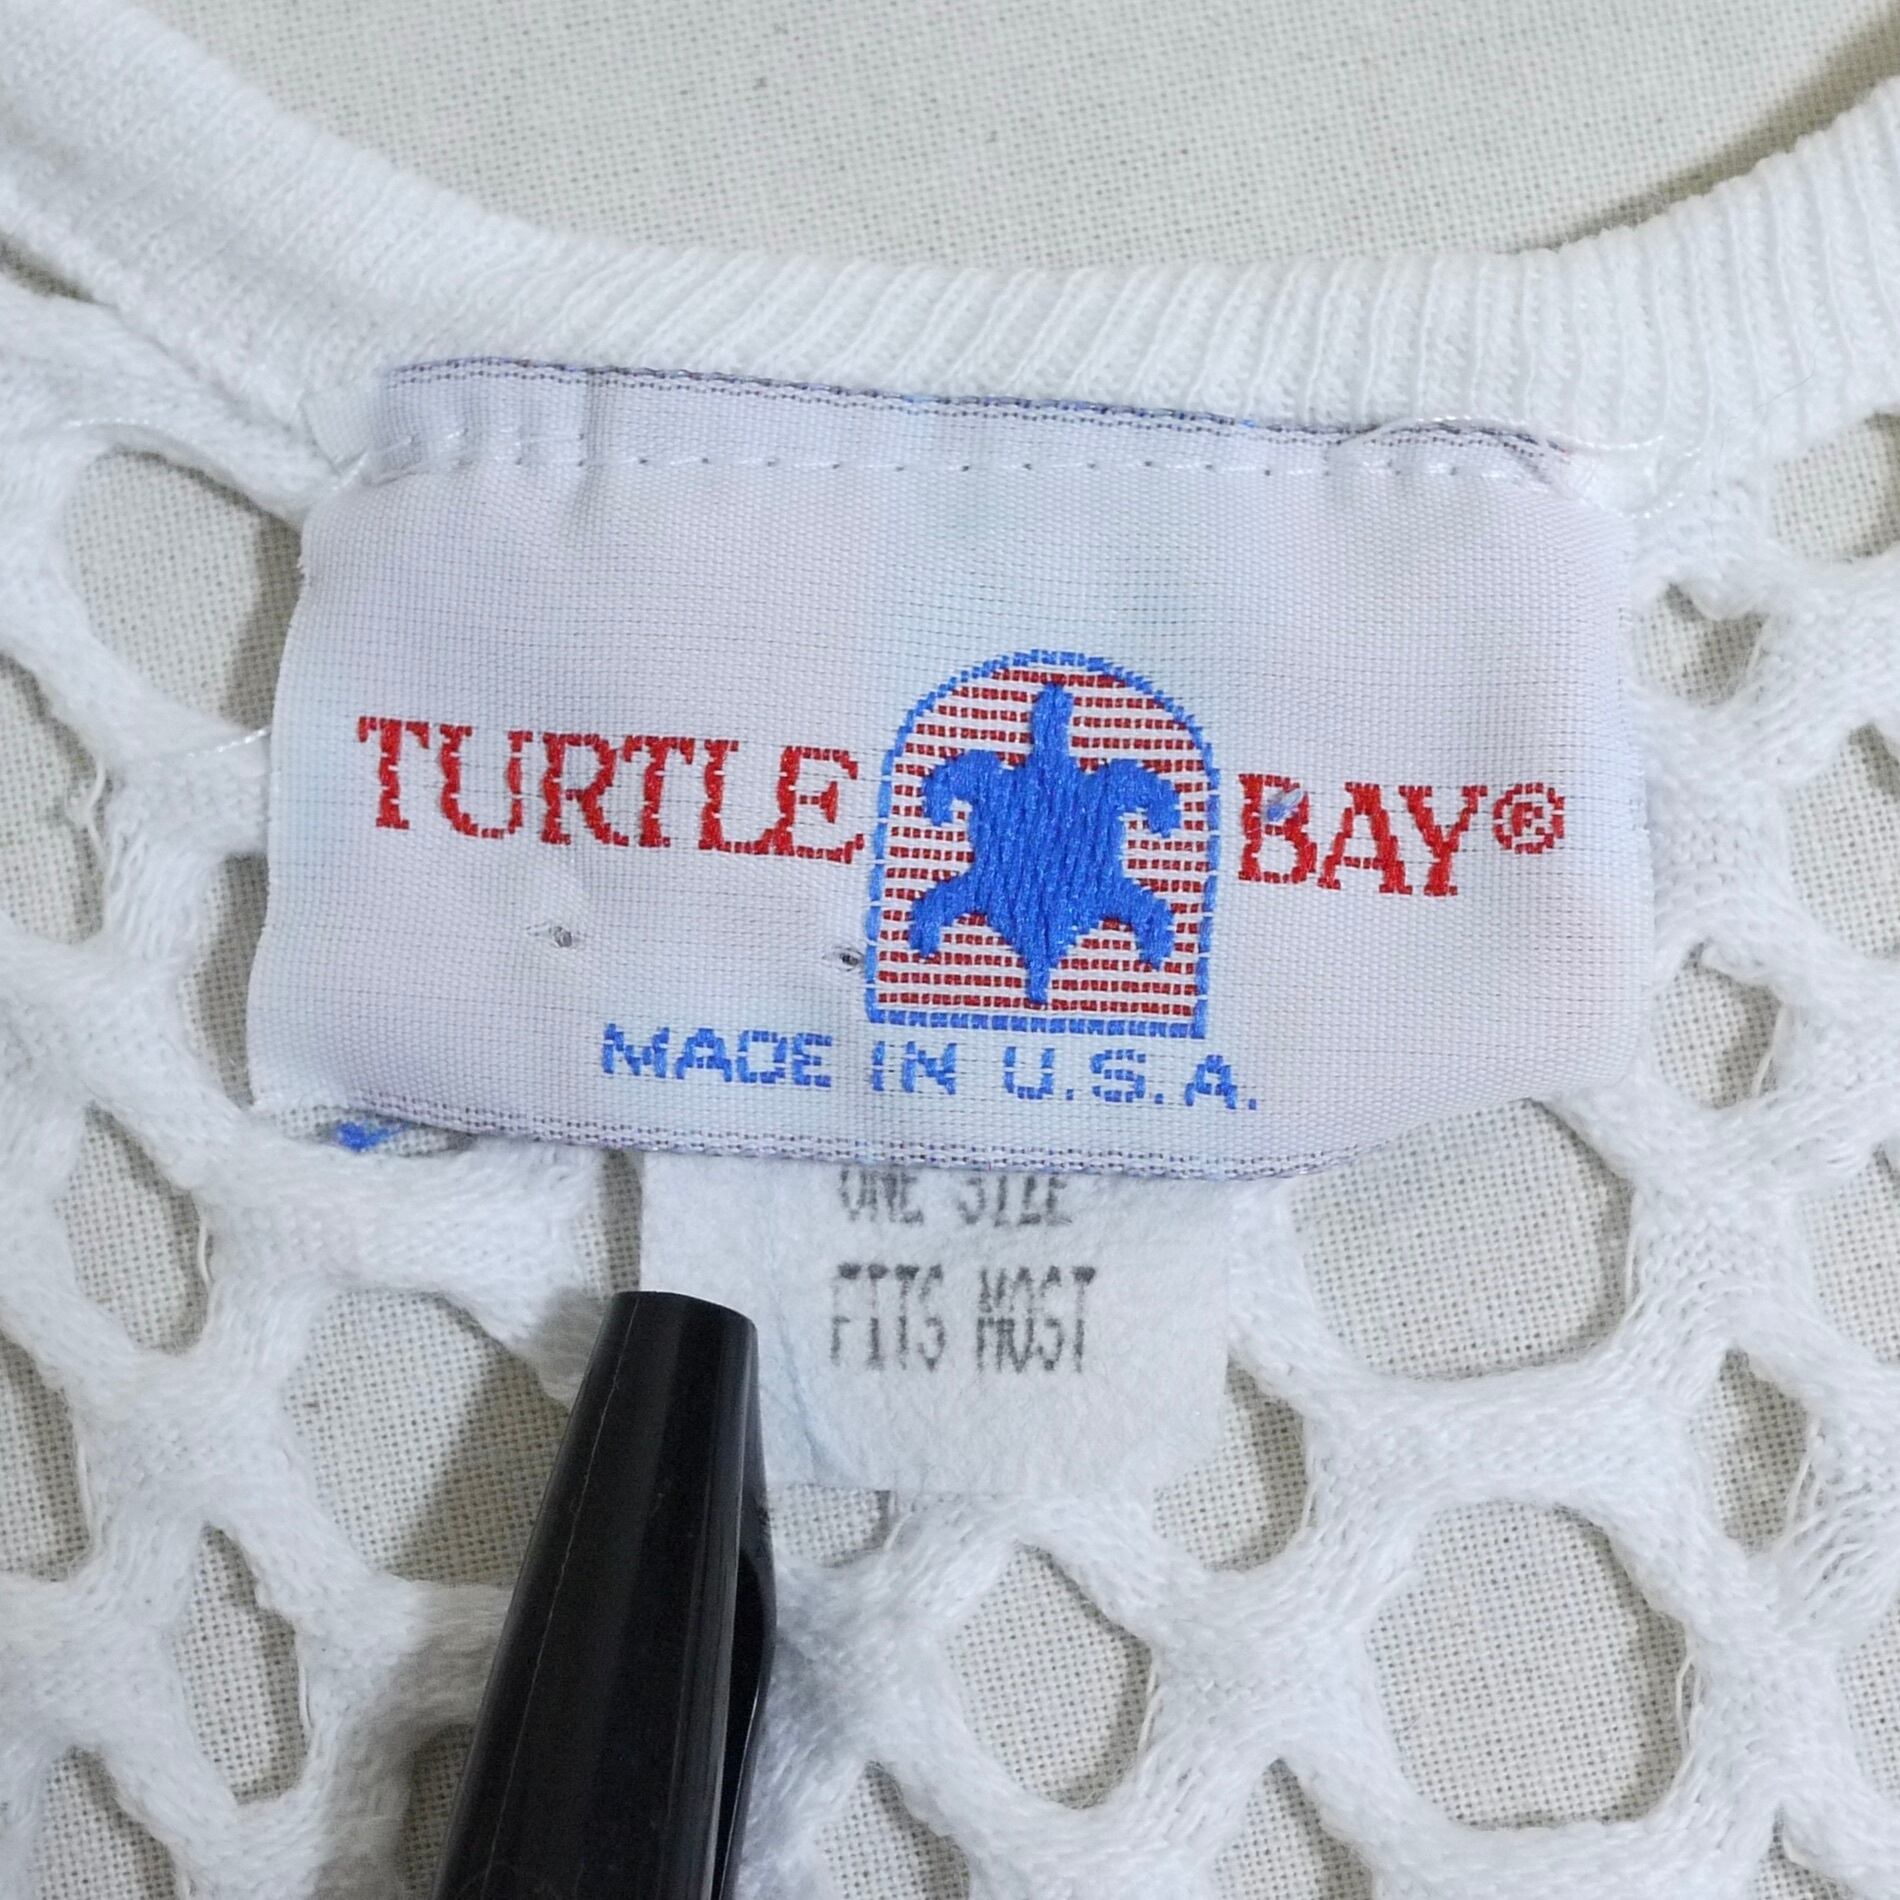 TURTLE BAY®
MADE IN U.S.A.
ONE SIZE
FITS MOST